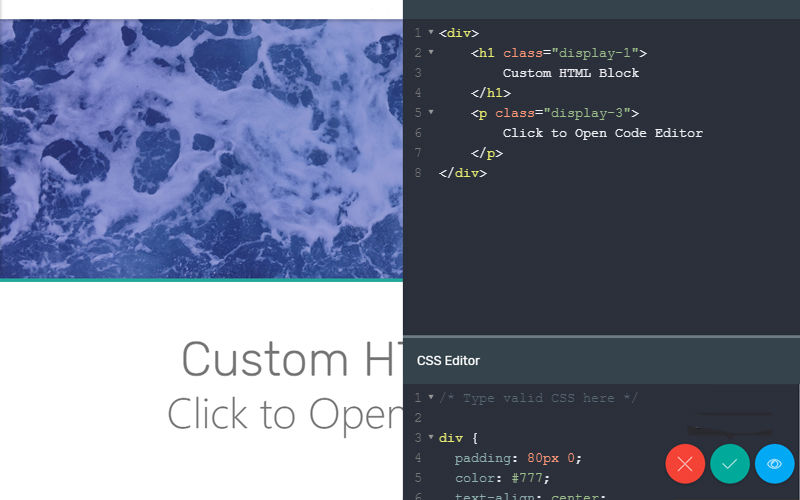 Custom H
Click to Open
1 <div>
2 <h1 class="display-1">
3 Custom HTML Block
4 </h1>
5 <p class="display-3">
6 Click to Open Code Editor
7 </p>
8 </div>
CSS Editor
1 /* Type valid CSS here */
2
3 div {
4 padding: 80px 0;
5 color: #777;
6 text-align: center;